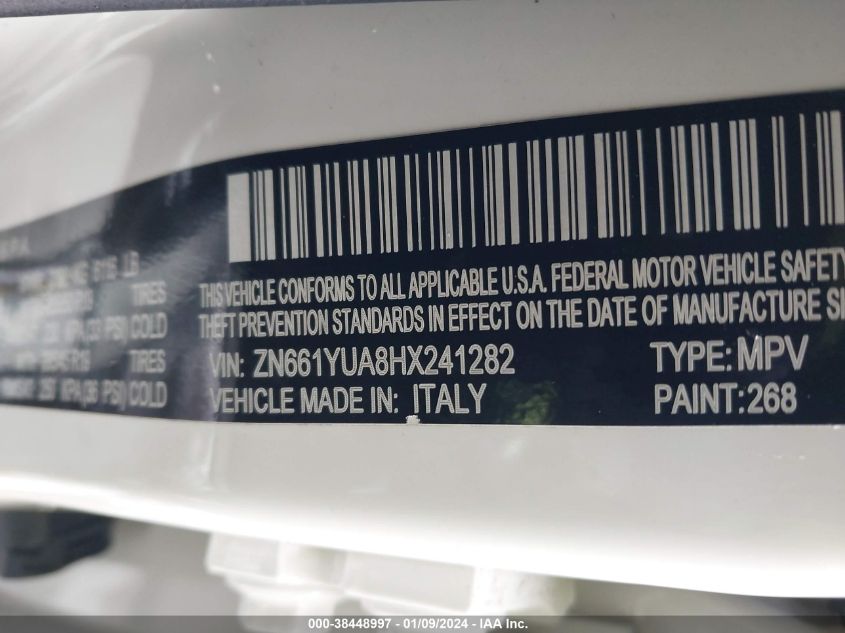 TIRES
COLD
TIRES
COLD
THIS VEHICLE CONFORMS TO ALL APPLICABLE U.S.A. FEDERAL MOTOR VEHICLE SAFETY
THEFT PREVENTION STANDARDS IN EFFECT ON THE DATE OF MANUFACTURE
VIN: ZN661YUA8HX241282 TYPE: MPV
VEHICLE MADE IN: ITALY PAINT:268
000-38448997 - 01/09/2024 - IAA Inc.